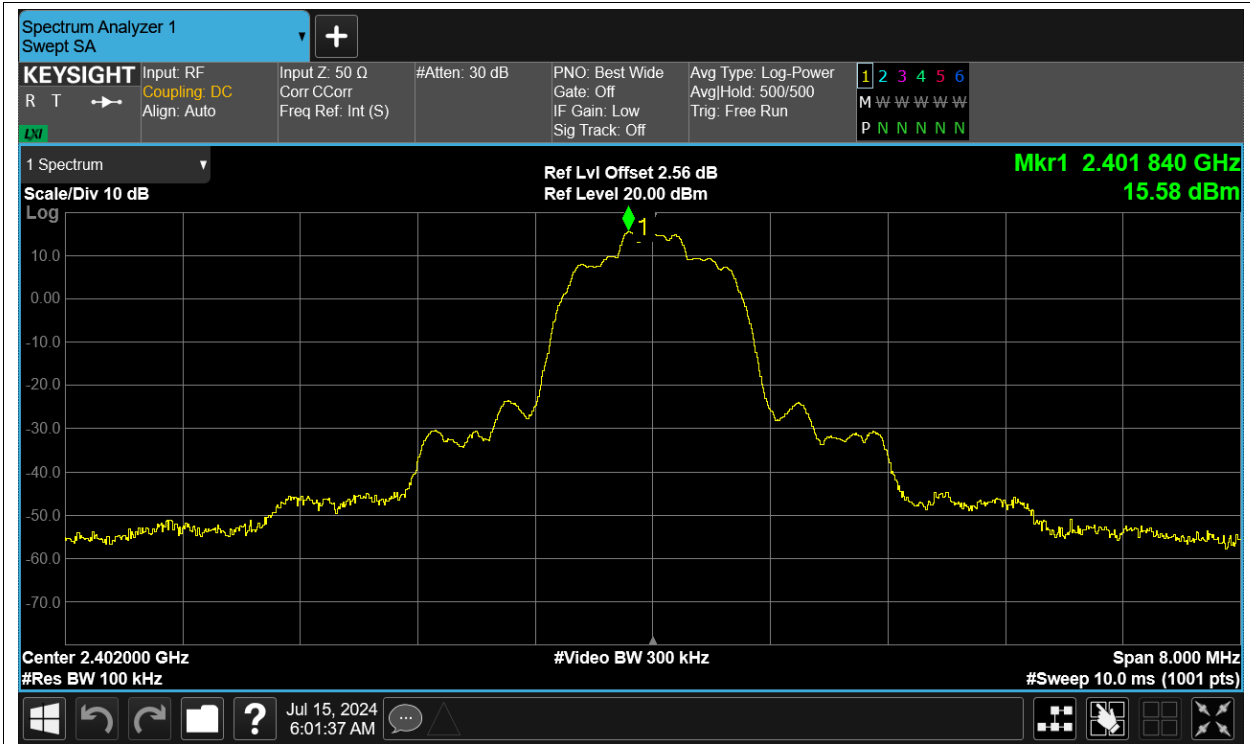 Spectrum Analyzer 1
Swept SA
KEYSIGHT
R T
LXI
Input: RF
Coupling: DC
Align: Auto
Input Z: 50 Ω
Corr CCorr
Freq Ref: Int (S)
#Atten: 30 dB
PNO: Best Wide
Gate: Off
IF Gain: Low
Sig Track: Off
Avg Type: Log-Power
Avg|Hold: 500/500
Trig: Free Run
1 2 3 4 5 6
M W W W W W
P N N N N N
1 Spectrum
Scale/Div 10 dB
Ref Lvl Offset 2.56 dB
Ref Level 20.00 dBm
Mkr1 2.401 840 GHz
15.58 dBm
Log
1
10.0
0.00
-10.0
-20.0
-30.0
-40.0
-50.0
-60.0
-70.0
Center 2.402000 GHz
#Res BW 100 kHz
#Video BW 300 kHz
Span 8.000 MHz
#Sweep 10.0 ms (1001 pts)
?
Jul 15, 2024
6:01:37 AM